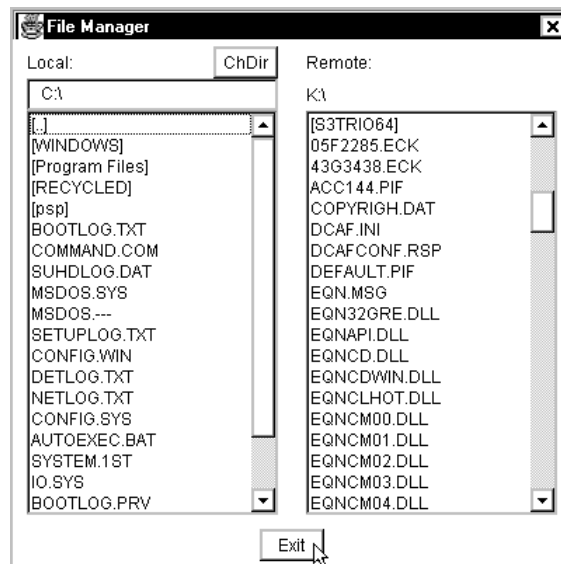 File Manager
Local:
ChDir
C:\
[..]
[WINDOWS]
[Program Files]
[RECYCLED]
[psp]
BOOTLOG.TXT
COMMAND.COM
SUHDLOG.DAT
MSDOS.SYS
MSDOS.---
SETUPLOG.TXT
CONFIG.WIN
DETLOG.TXT
NETLOG.TXT
CONFIG.SYS
AUTOEXEC.BAT
SYSTEM.1ST
IO.SYS
BOOTLOG.PRV
Remote:
K:\
[S3TRIO64]
05F2285.ECK
43G3438.ECK
ACC144.PIF
COPYRIGH.DAT
DCAF.INI
DCAFCONF.RSP
DEFAULT.PIF
EQN.MSG
EQN32GRE.DLL
EQNAPI.DLL
EQNCD.DLL
EQNCDWIN.DLL
EQNCLHOT.DLL
EQNCM00.DLL
EQNCM01.DLL
EQNCM02.DLL
EQNCM03.DLL
EQNCM04.DLL
Exit